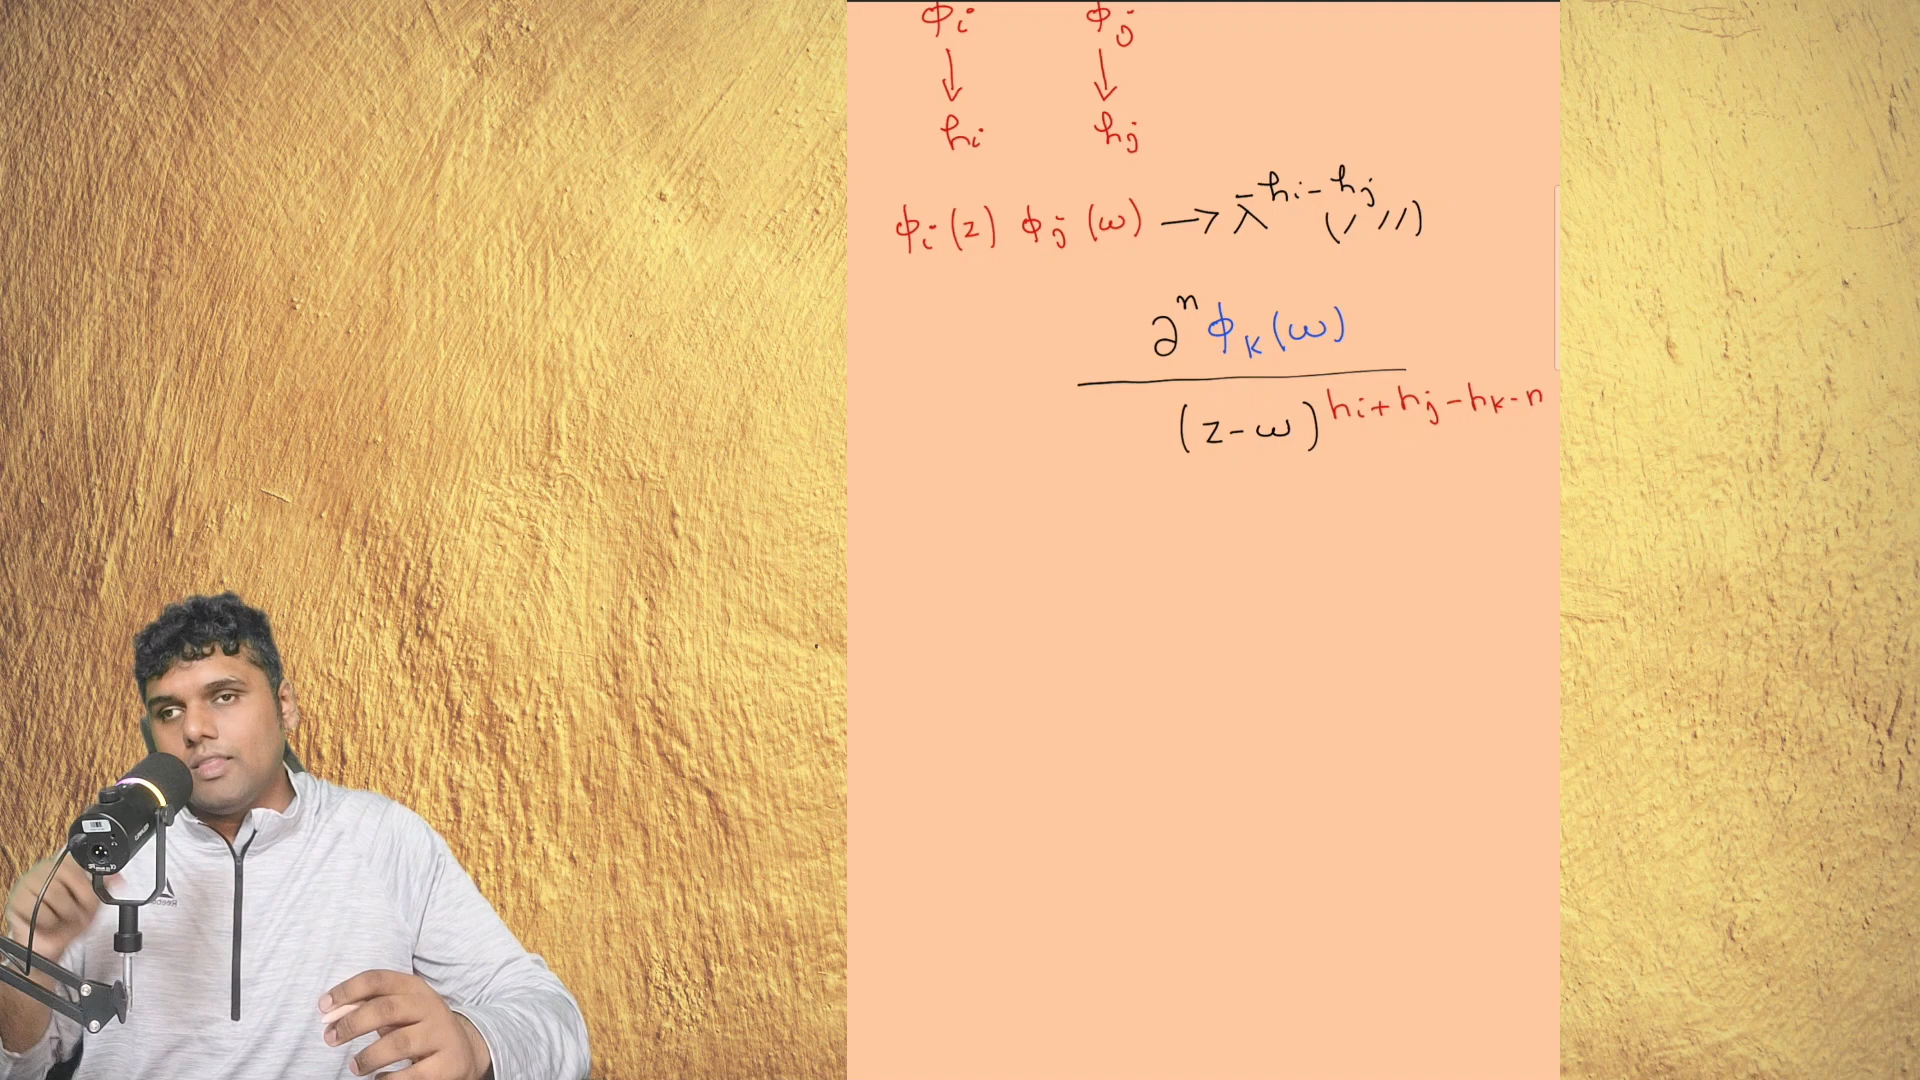 ϕi ϕj
↓ ↓
hi hj
ϕi(z) ϕj(ω) → λ^-hi-hj (///)
∂^n ϕk(ω)
(z-ω)^hi+hj-hk-n